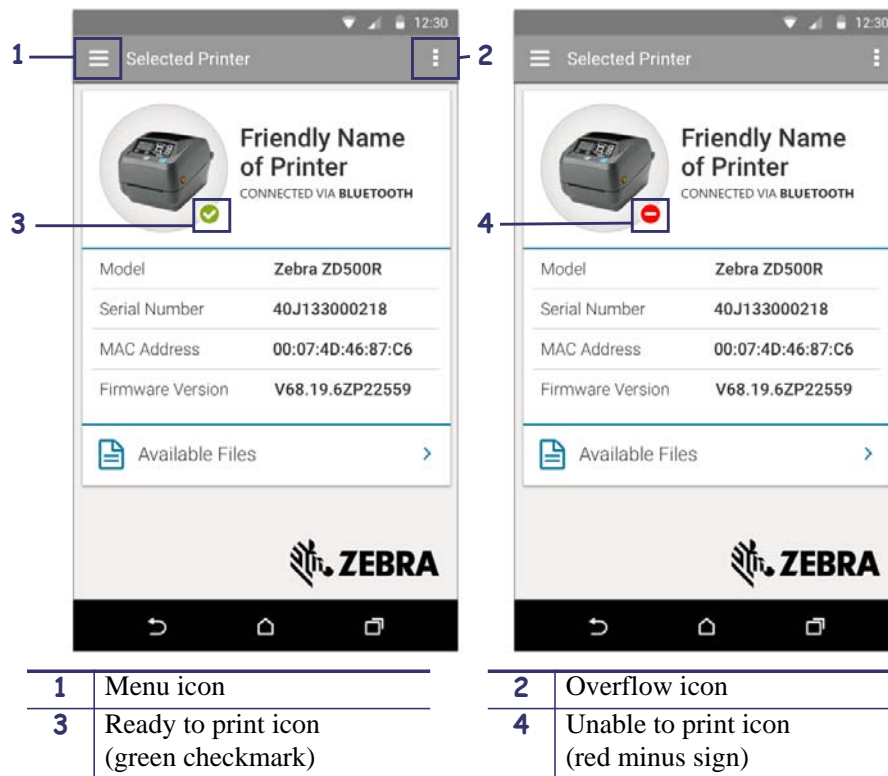 12:30
12:30
1
Selected Printer
2
Selected Printer
Friendly Name
of Printer
CONNECTED VIA BLUETOOTH
3
Friendly Name
of Printer
CONNECTED VIA BLUETOOTH
4
Model Zebra ZD500R
Serial Number 40J133000218
MAC Address 00:07:4D:46:87:C6
Firmware Version V68.19.6ZP22559
Available Files
ZEBRA
Model Zebra ZD500R
Serial Number 40J133000218
MAC Address 00:07:4D:46:87:C6
Firmware Version V68.19.6ZP22559
Available Files
ZEBRA
1 Menu icon
2 Overflow icon
3 Ready to print icon
(green checkmark)
4 Unable to print icon
(red minus sign)